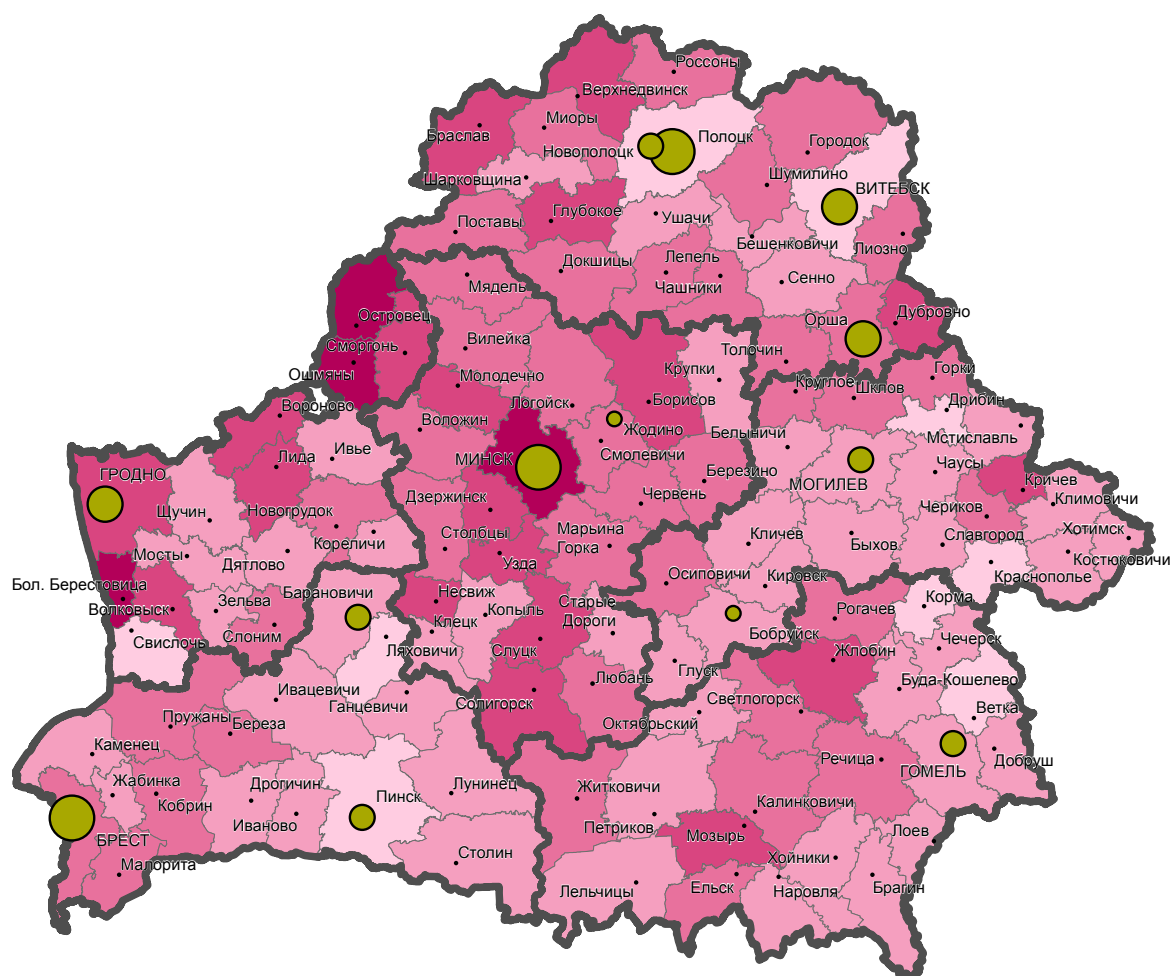 Россоны
Верхнедвинск
Миоры
Браслав
Полоцк
Новополоцк
Городок
Шарковщина
Шумилино
ВИТЕБСК
Глубокое
Поставы
Ушачи
Бешенковичи
Лиозно
Докшицы
Лепель
Сенно
Чашники
Мядель
Островец
Орша
Дубровно
Вилейка
Сморгонь
Толочин
Ошмяны
Молодечно
Крупки
Горки
Круглое
Шклов
Логойск
Борисов
Дрибин
Вороново
Воложин
Жодино
Белыничи
Мстиславль
Ивье
Смолевичи
МИНСК
Лида
Березино
Чаусы
ГРОДНО
МОГИЛЕВ
Кричев
Климовичи
Дзержинск
Червень
Щучин
Новогрудок
Чериков
Хотимск
Столбцы
Марьина
Горка
Кличев
Быхов
Славгород
Кореличи
Мосты
Дятлово
Узда
Костюковичи
Осиповичи
Краснополье
Бол. Берестовица
Барановичи
Несвиж
Кировск
Корма
Волковыск
Зельва
Копыль
Старые
Дороги
Рогачев
Клецк
Бобруйск
Свислочь
Слоним
Чечерск
Ляховичи
Слуцк
Жлобин
Глуск
Буда-Кошелево
Любань
Ивацевичи
Ганцевичи
Солигорск
Светлогорск
Ветка
Пружаны
Береза
Октябрьский
Каменец
Речица
Добруш
ГОМЕЛЬ
Жабинка
Дрогичин
Лунинец
Житковичи
Кобрин
Пинск
Калинковичи
Иваново
Петриков
Лоев
БРЕСТ
Мозырь
Малорита
Столин
Хойники
Ельск
Лельчицы
Наровля
Брагин